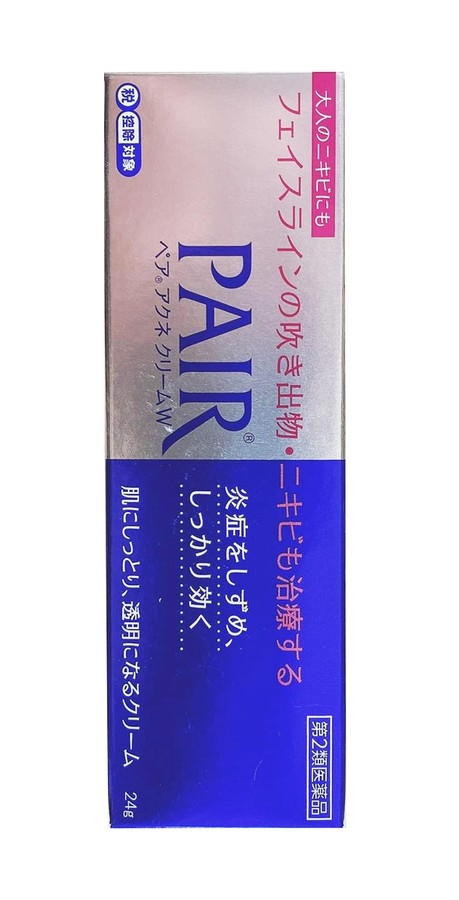 大人のニキビにも
フェイスラインの吹き出物・ニキビも治療する
PAIR®
ペア®アクネクリームW
炎症をしずめ、
しっかり効く
肌にしっとり、透明になるクリーム
税 控除 対象
第2類医薬品
24g